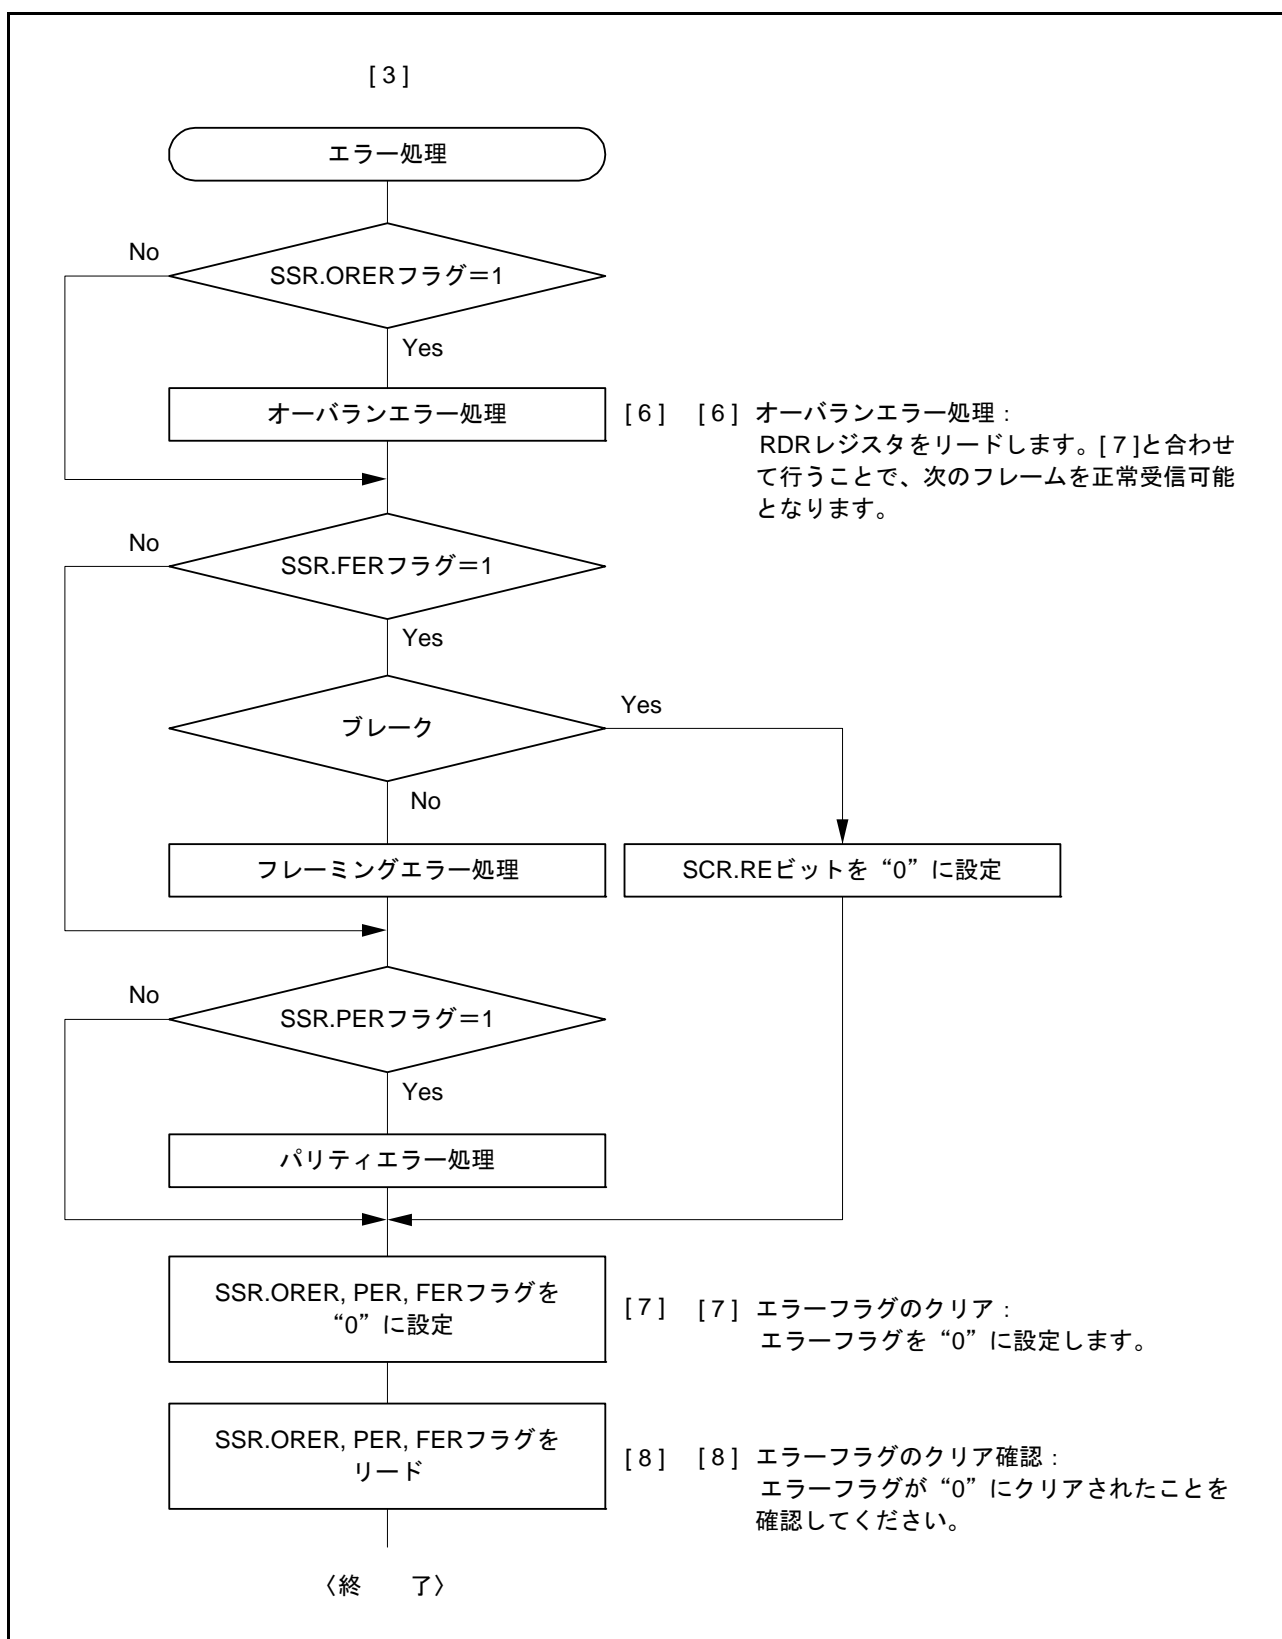 [ 3 ]
エラー処理
No
SSR.ORERフラグ＝1
Yes
オーバランエラー処理
[ 6 ]
[ 6 ] オーバランエラー処理：
RDRレジスタをリードします。[ 7 ]と合わせ
て行うことで、次のフレームを正常受信可能
となります。
No
SSR.FERフラグ＝1
Yes
ブレーク
Yes
No
フレーミングエラー処理
SCR.REビットを“0”に設定
No
SSR.PERフラグ＝1
Yes
パリティエラー処理
SSR.ORER, PER, FERフラグを
“0”に設定
[ 7 ]
[ 7 ] エラーフラグのクリア：
エラーフラグを“0”に設定します。
SSR.ORER, PER, FERフラグを
リード
[ 8 ]
[ 8 ] エラーフラグのクリア確認：
エラーフラグが“0”にクリアされたことを
確認してください。
〈終　了〉